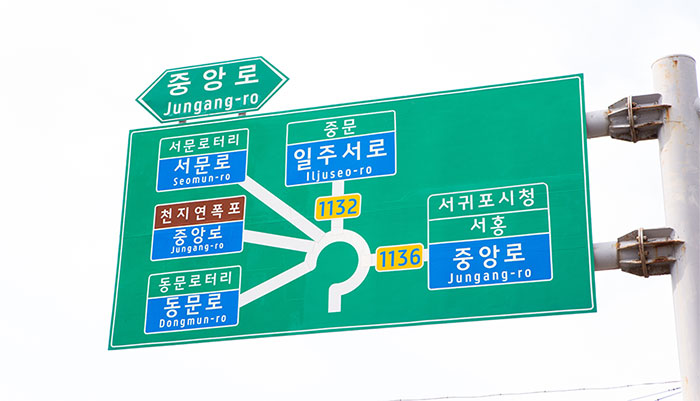 중앙로
Jungang-ro
서문로터리
서문로
Seomun-ro
중문
일주서로
Iljuseo-ro
1132
천지연폭포
중앙로
Jungang-ro
서귀포시청
서홍
중앙로
Jungang-ro
1136
동문로터리
동문로
Dongmun-ro